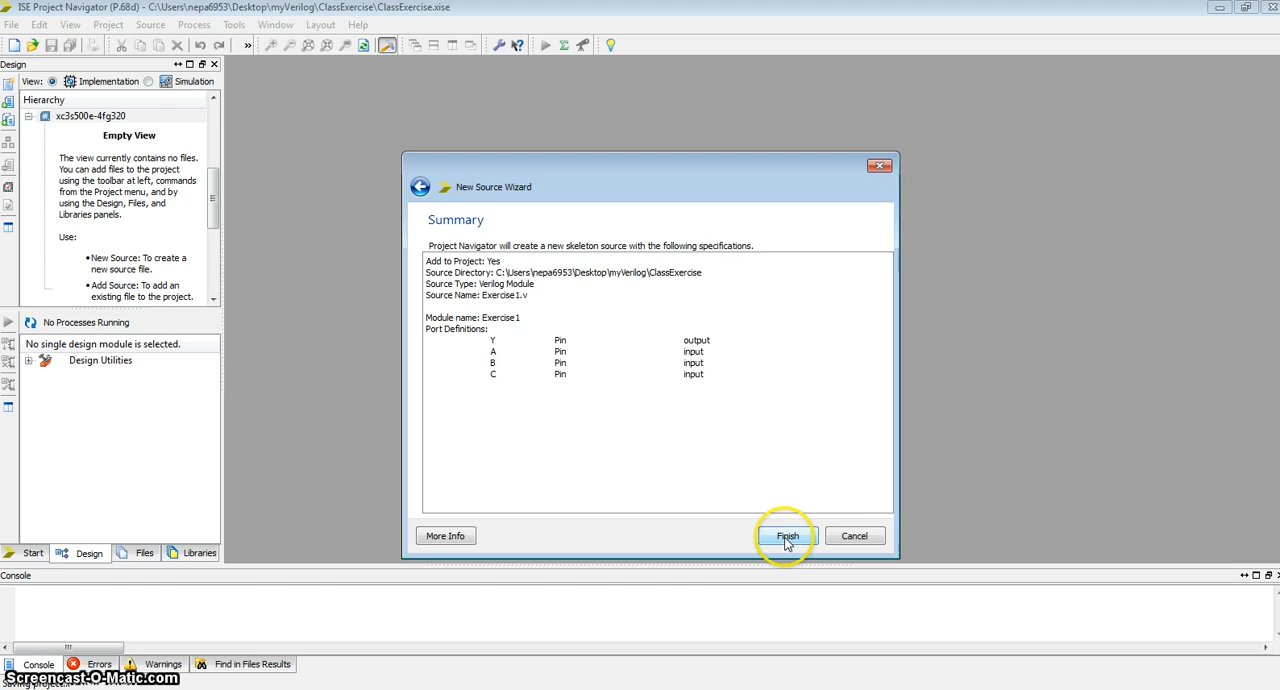 ISE Project Navigator (P.68d) - C:\Users\nepa6953\Desktop\myVerilog\ClassExercise\ClassExercise.xise
File Edit View Project Source Process Tools Window Layout Help
»
Design
View: Implementation Simulation
Hierarchy
xc3s500e-4fg320
Empty View
The view currently contains no files.
You can add files to the project
using the toolbar at left, commands
from the Project menu, and by
using the Design, Files, and
Libraries panels.
Use:
• New Source: To create a
new source file.
• Add Source: To add an
existing file to the project.
No Processes Running
No single design module is selected.
Design Utilities
Start Design Files Libraries
New Source Wizard
Summary
Project Navigator will create a new skeleton source with the following specifications.
Add to Project: Yes
Source Directory: C:\Users\nepa6953\Desktop\myVerilog\ClassExercise
Source Type: Verilog Module
Source Name: Exercise1.v
Module name: Exercise1
Port Definitions:
Y Pin output
A Pin input
B Pin input
C Pin input
More Info Finish Cancel
Console
Console Errors Warnings Find in Files Results
Screencast-O-Matic.com